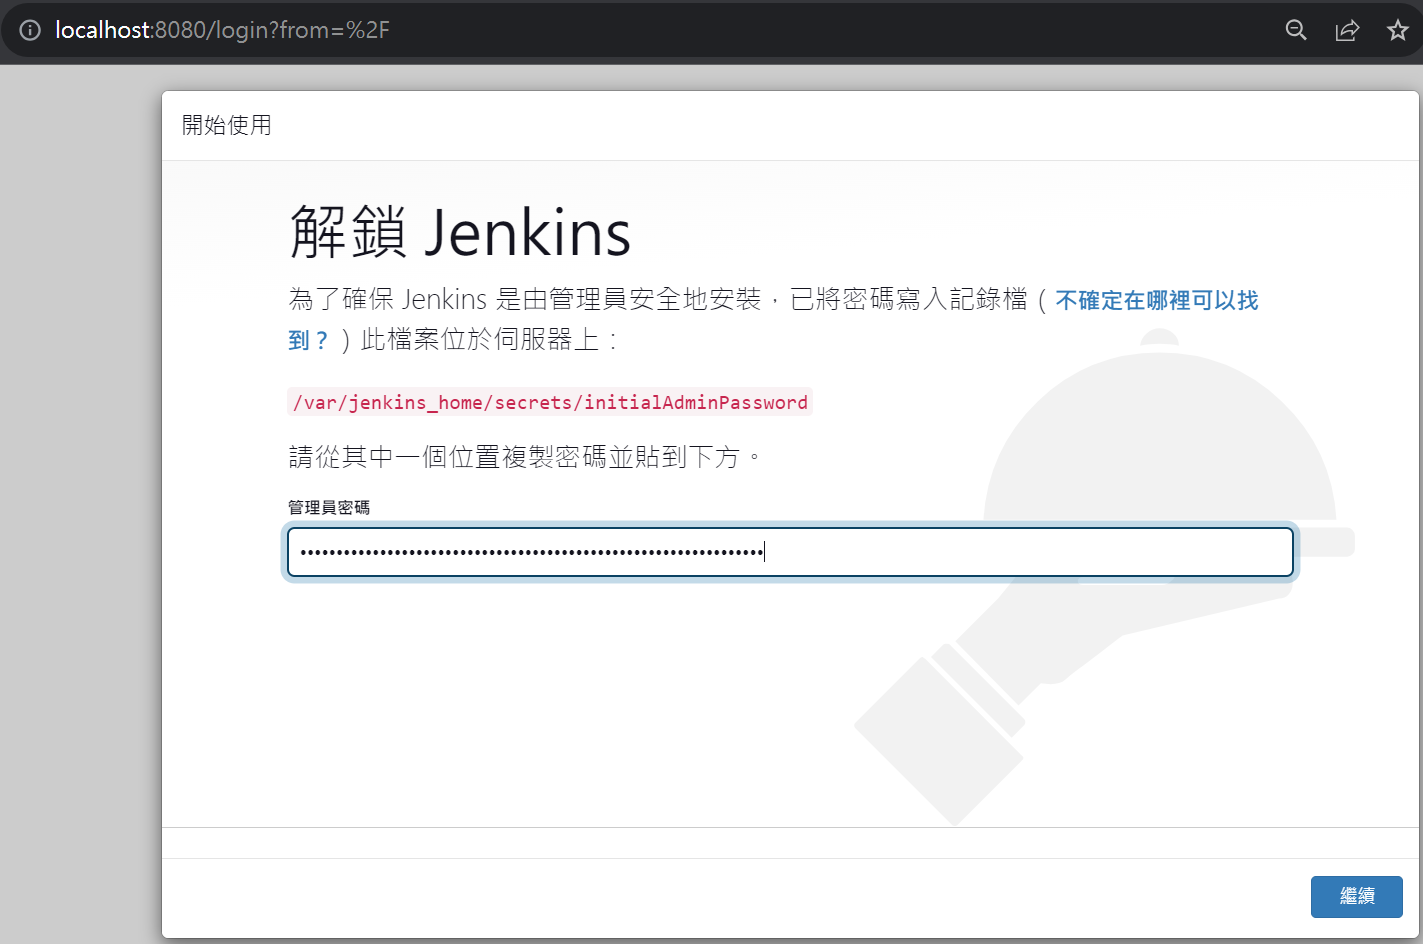 localhost:8080/login?from=%2F
開始使用
解鎖 Jenkins
為了確保 Jenkins 是由管理員安全地安裝，已將密碼寫入記錄檔（不確定在哪裡可以找
到？）此檔案位於伺服器上：
/var/jenkins_home/secrets/initialAdminPassword
請從其中一個位置複製密碼並貼到下方。
管理員密碼
繼續